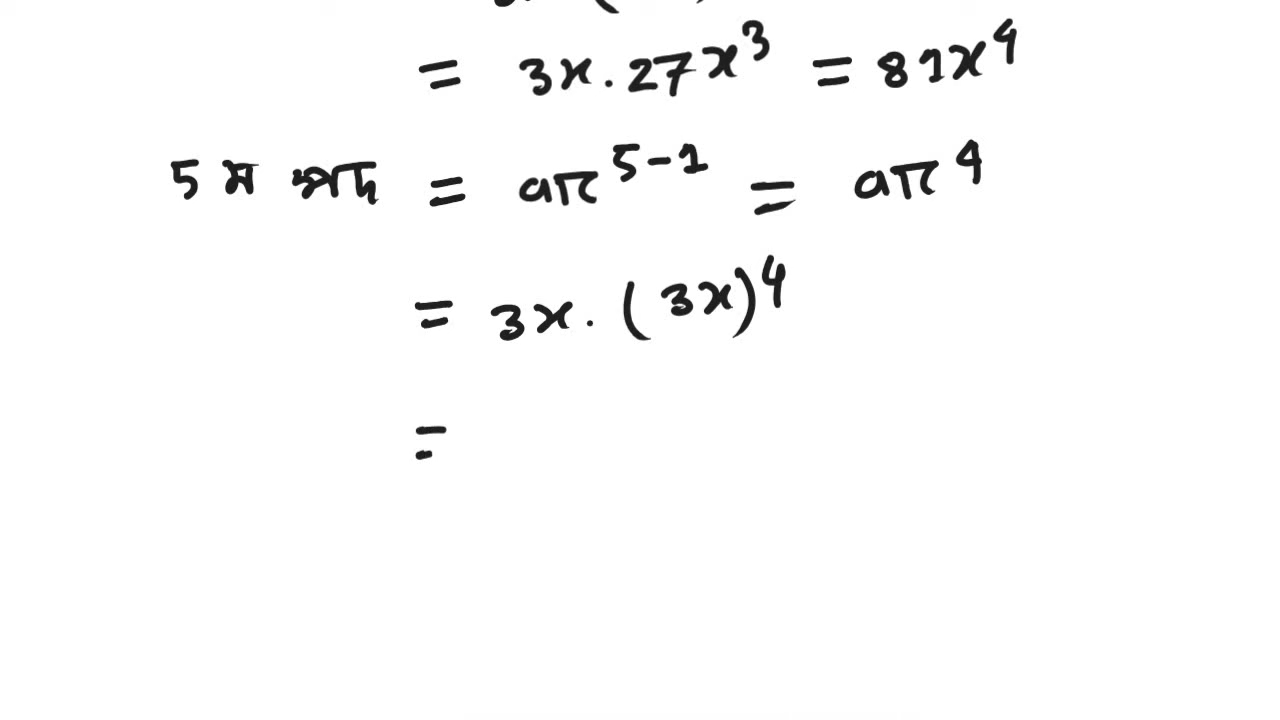 = 3x . 27x³ = 81x⁴
5 ম পদ = ar⁵⁻¹ = ar⁴
= 3x . (3x)⁴
=